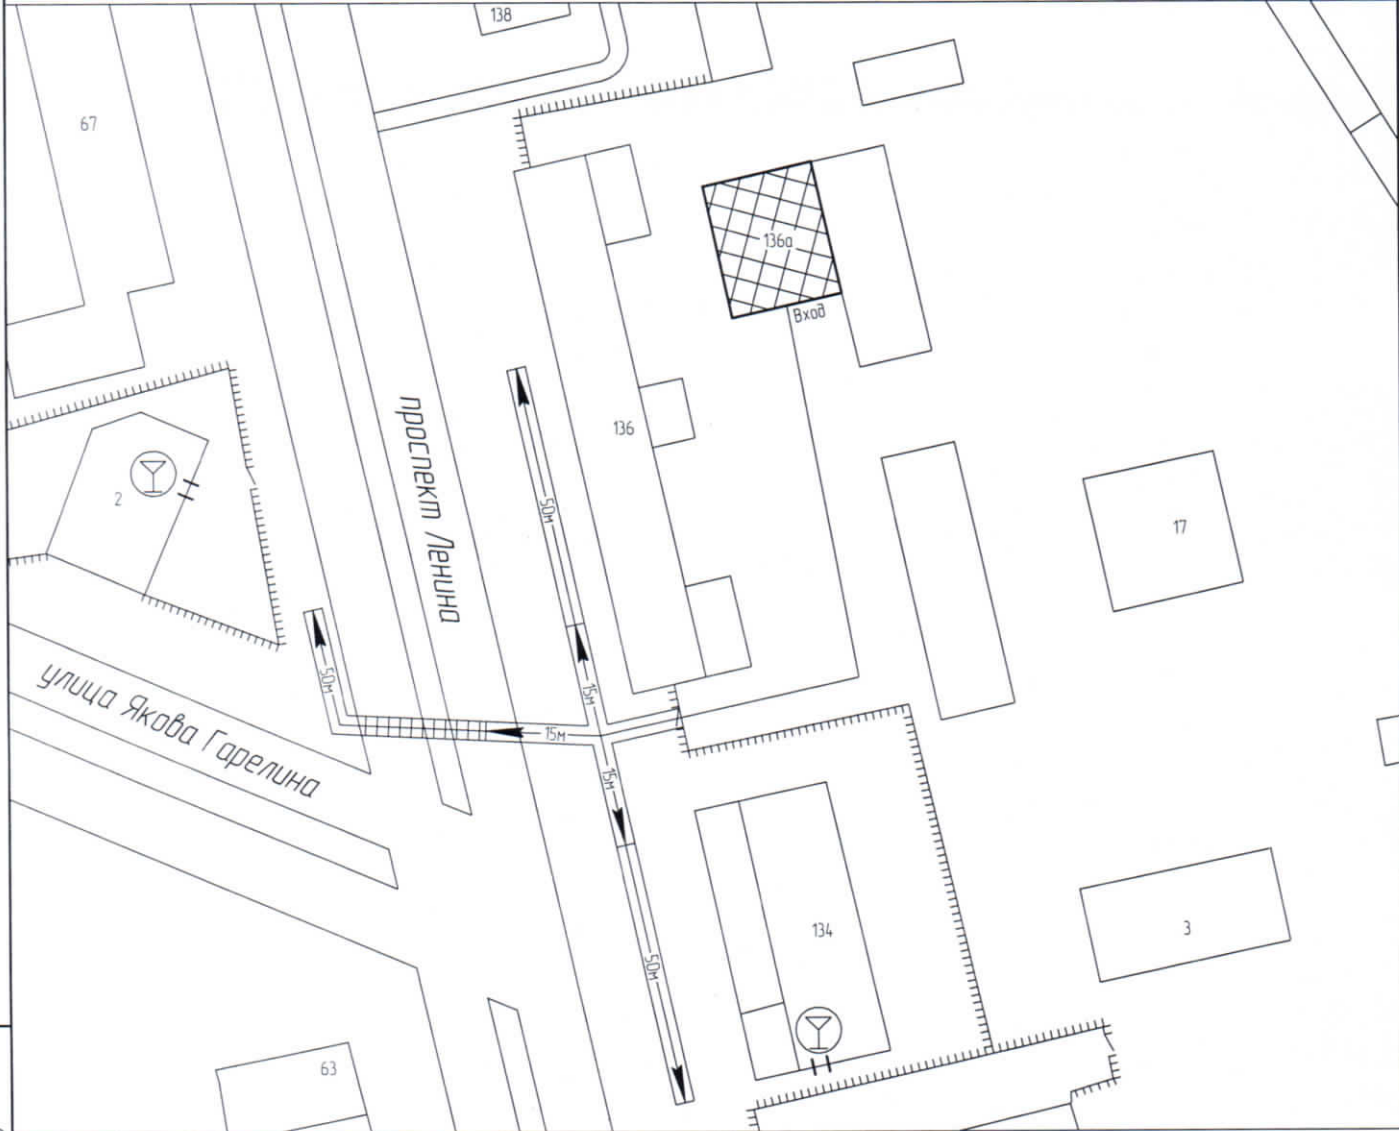 138
67
136а
Вход
проспект Ленина
136
50м
2
17
50м
15м
улица Якова Гарелина
15м
15м
134
3
50м
63